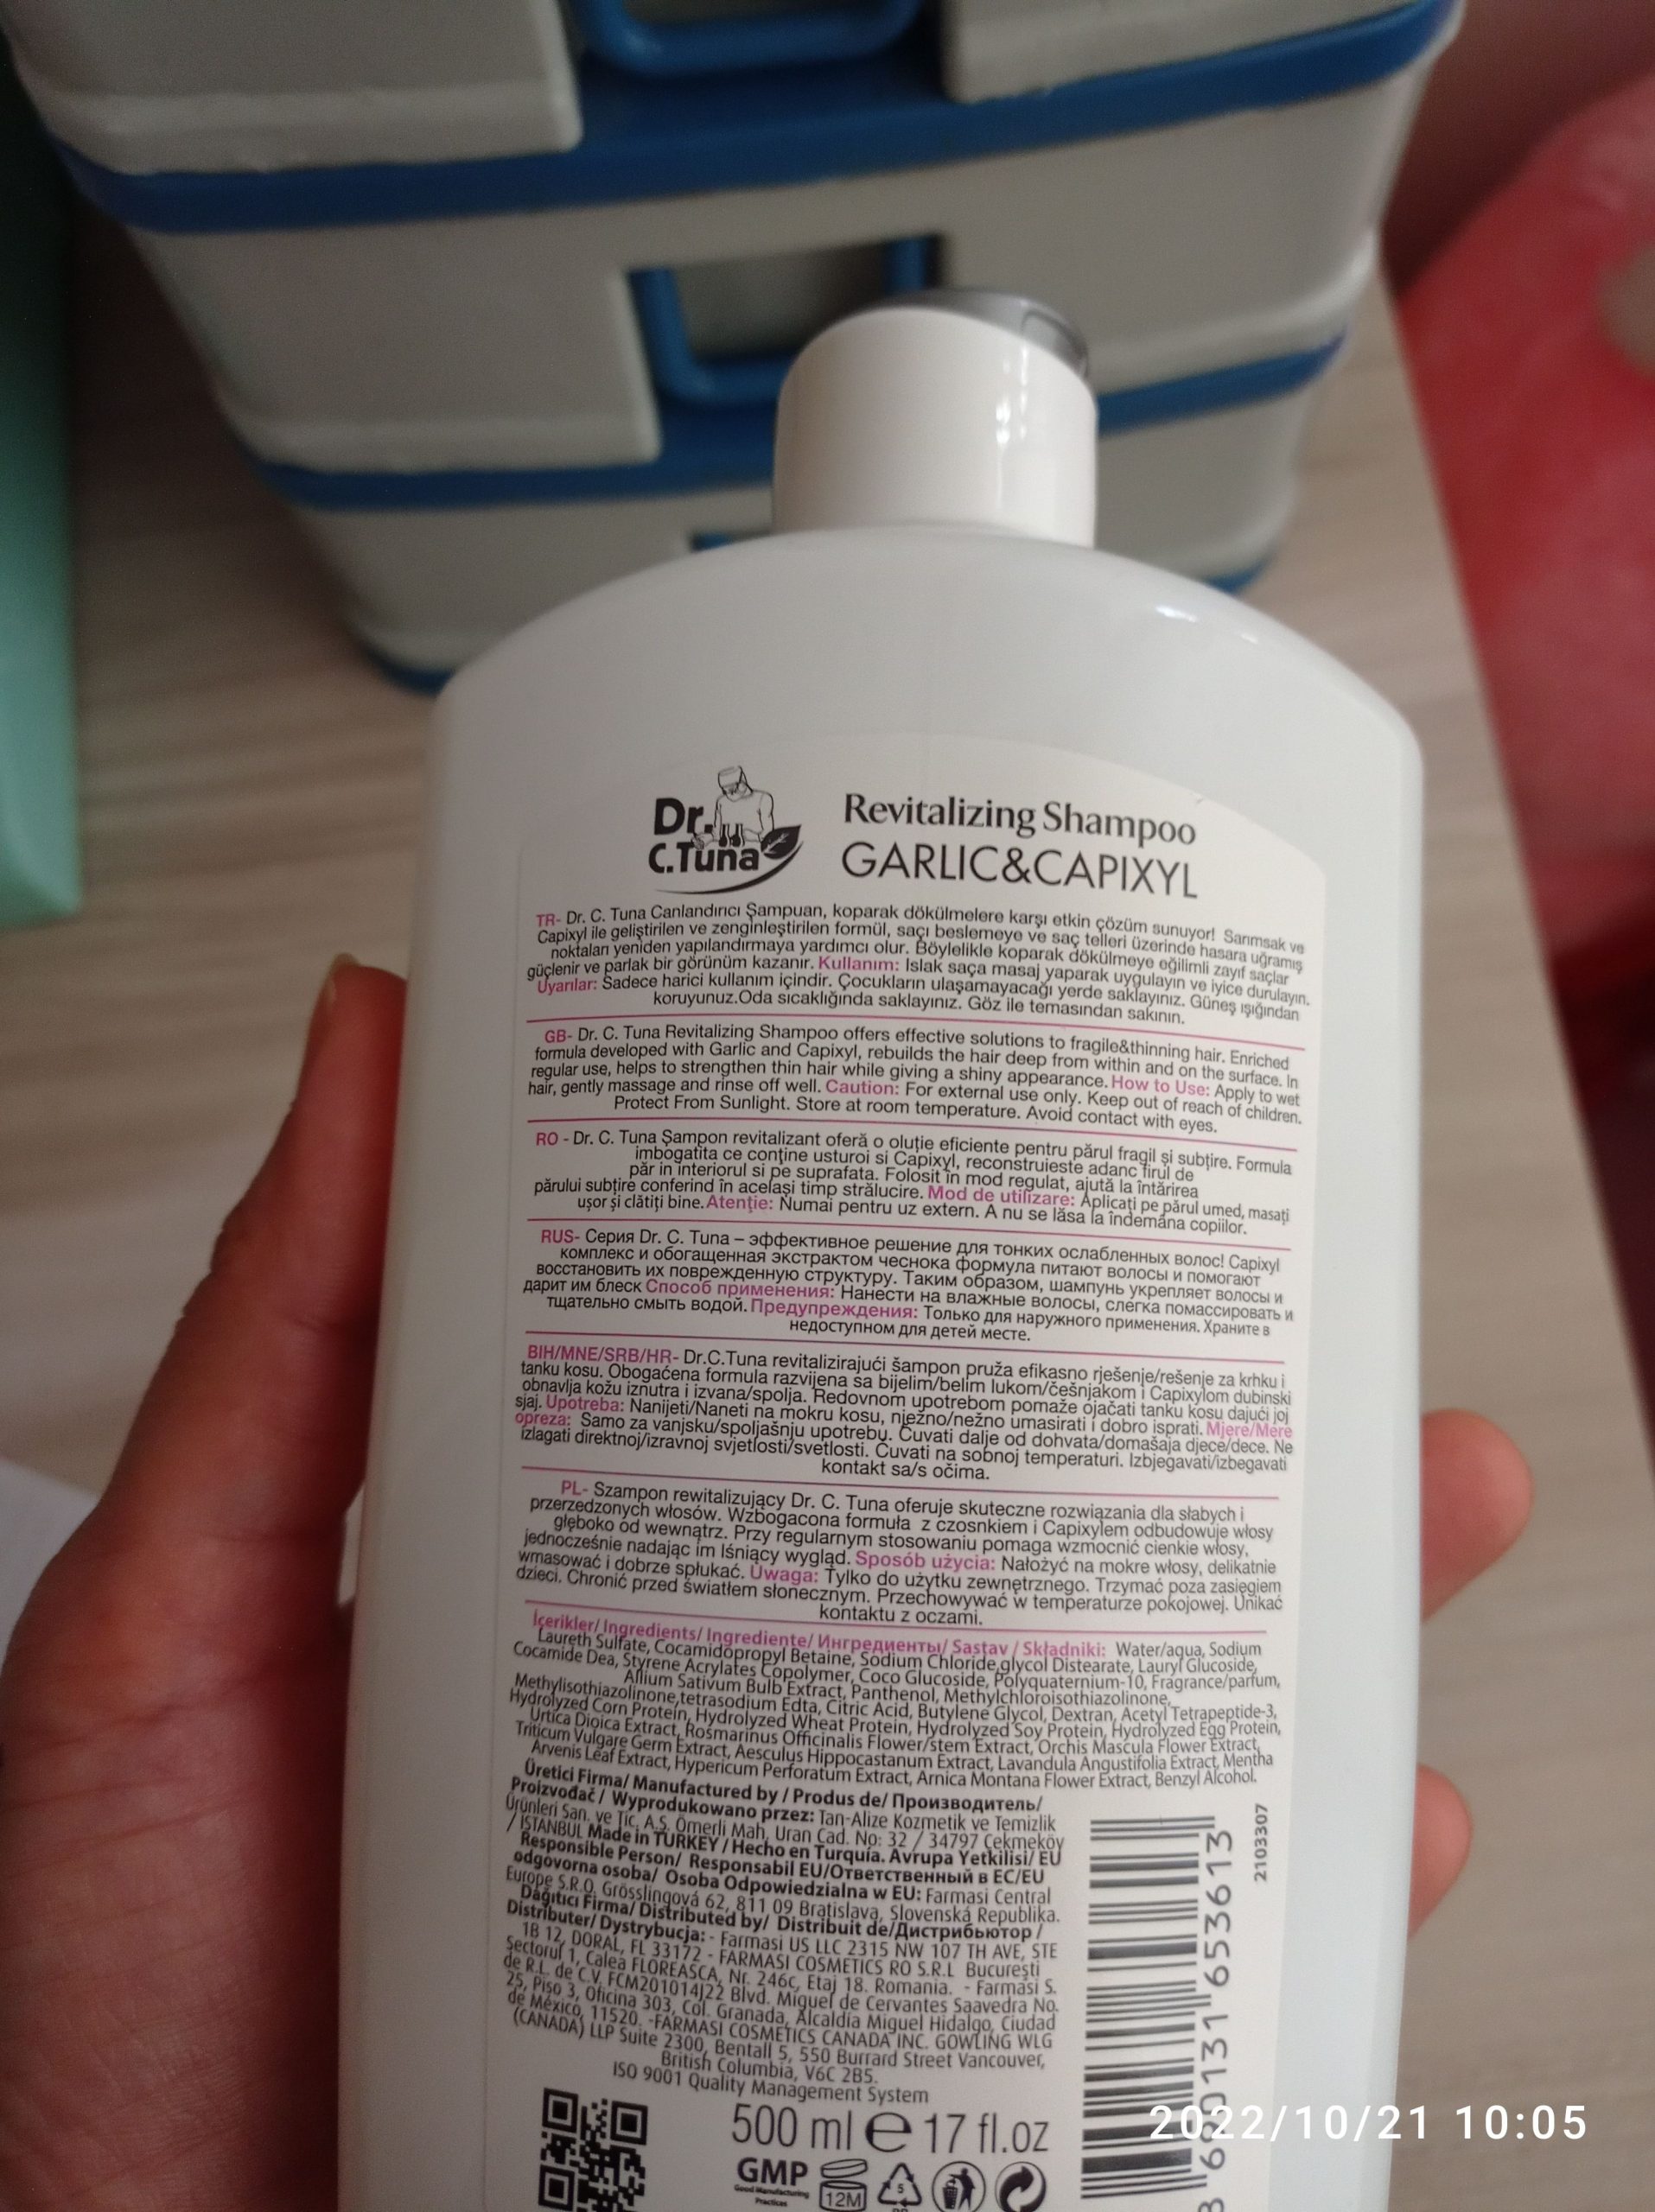 Dr.
C.Tuna
Revitalizing Shampoo
GARLIC&CAPIXYL
TR- Dr. C. Tuna Canlandırıcı Şampuan, koparak dökülmelere karşı etkin çözüm sunuyor! Sarımsak ve
Capixyl ile geliştirilen ve zenginleştirilen formül, saçı beslemeye ve saç telleri üzerinde hasara uğramış
noktaları yeniden yapılandırmaya yardımcı olur. Böylelikle koparak dökülmeye eğilimli zayıf saçlar
güçlenir ve parlak bir görünüm kazanır. Kullanım: Islak saça masaj yaparak uygulayın ve iyice durulayın.
Uyarılar: Sadece harici kullanım içindir. Çocukların ulaşamayacağı yerde saklayınız. Güneş ışığından
koruyunuz.Oda sıcaklığında saklayınız. Göz ile temasından sakının.
GB- Dr. C. Tuna Revitalizing Shampoo offers effective solutions to fragile&thinning hair. Enriched
formula developed with Garlic and Capixyl, rebuilds the hair deep from within and on the surface. In
regular use, helps to strengthen thin hair while giving a shiny appearance. How to Use: Apply to wet
hair, gently massage and rinse off well. Caution: For external use only. Keep out of reach of children.
Protect From Sunlight. Store at room temperature. Avoid contact with eyes.
RO - Dr. C. Tuna Şampon revitalizant oferă o oluție eficiente pentru părul fragil și subțire. Formula
imbogatita ce conține usturoi si Capixyl, reconstruieste adanc firul de
păr in interiorul si pe suprafata. Folosit în mod regulat, ajută la întărirea
părului subțire conferind în același timp strălucire. Mod de utilizare: Aplicați pe părul umed, masați
ușor și clătiți bine. Atenție: Numai pentru uz extern. A nu se lăsa la îndemâna copiilor.
RUS- Серия Dr. C. Tuna – эффективное решение для тонких ослабленных волос! Capixyl
комплекс и обогащенная экстрактом чеснока формула питают волосы и помогают
восстановить их поврежденную структуру. Таким образом, шампунь укрепляет волосы и
дарит им блеск Способ применения: Нанести на влажные волосы, слегка помассировать и
тщательно смыть водой. Предупреждения: Только для наружного применения. Храните в
недоступном для детей месте.
BIH/MNE/SRB/HR- Dr.C.Tuna revitalizirajući šampon pruža efikasno rješenje/rešenje za krhku i
tanku kosu. Obogaćena formula razvijena sa bijelim/belim lukom/češnjakom i Capixylom dubinski
obnavlja kožu iznutra i izvana/spolja. Redovnom upotrebom pomaže ojačati tanku kosu dajući joj
sjaj. Upotreba: Nanijeti/Naneti na mokru kosu, nježno/nežno umasirati i dobro isprati. Mjere/Mere
opreza: Samo za vanjsku/spoljašnju upotrebu. Čuvati dalje od dohvata/domašaja djece/dece. Ne
izlagati direktnoj/izravnoj svjetlosti/svetlosti. Čuvati na sobnoj temperaturi. Izbjegavati/izbegavati
kontakt sa/s očima.
PL- Szampon rewitalizujący Dr. C. Tuna oferuje skuteczne rozwiązania dla słabych i
przerzedzonych włosów. Wzbogacona formuła z czosnkiem i Capixylem odbudowuje włosy
głęboko od wewnątrz. Przy regularnym stosowaniu pomaga wzmocnić cienkie włosy,
jednocześnie nadając im lśniący wygląd. Sposób użycia: Nałożyć na mokre włosy, delikatnie
wmasować i dobrze spłukać. Uwaga: Tylko do użytku zewnętrznego. Trzymać poza zasięgiem
dzieci. Chronić przed światłem słonecznym. Przechowywać w temperaturze pokojowej. Unikać
kontaktu z oczami.
İçerikler/ Ingredients/ Ingrediente/ Ингредиенты/ Sastav / Składniki: Water/aqua, Sodium
Laureth Sulfate, Cocamidopropyl Betaine, Sodium Chloride,glycol Distearate, Lauryl Glucoside,
Cocamide Dea, Styrene Acrylates Copolymer, Coco Glucoside, Polyquaternium-10, Fragrance/parfum,
Allium Sativum Bulb Extract, Panthenol, Methylchloroisothiazolinone,
Methylisothiazolinone,tetrasodium Edta, Citric Acid, Butylene Glycol, Dextran, Acetyl Tetrapeptide-3,
Hydrolyzed Corn Protein, Hydrolyzed Wheat Protein, Hydrolyzed Soy Protein, Hydrolyzed Egg Protein,
Urtica Dioica Extract, Rosmarinus Officinalis Flower/stem Extract, Orchis Mascula Flower Extract,
Triticum Vulgare Germ Extract, Aesculus Hippocastanum Extract, Lavandula Angustifolia Extract, Mentha
Arvenis Leaf Extract, Hypericum Perforatum Extract, Arnica Montana Flower Extract, Benzyl Alcohol.
Üretici Firma/ Manufactured by / Produs de/ Производитель/
Proizvođač / Wyprodukowano przez: Tan-Alize Kozmetik ve Temizlik
Ürünleri San. ve Tic. A.Ş. Ömerli Mah, Uran Cad. No: 32 / 34797 Çekmeköy
/ İSTANBUL Made in TURKEY / Hecho en Turquía. Avrupa Yetkilisi/ EU
Responsible Person/ Responsabil EU/Ответственный в ЕС/EU
odgovorna osoba/ Osoba Odpowiedzialna w EU: Farmasi Central
Europe S.R.O. Grösslingová 62, 811 09 Bratislava, Slovenská Republika.
Dağıtıcı Firma/ Distributed by/ Distribuit de/Дистрибьютор /
Distributer/ Dystrybucja: - Farmasi US LLC 2315 NW 107 TH AVE, STE
1B 12, DORAL, FL 33172 - FARMASI COSMETICS RO S.R.L București
Sectorul 1, Calea FLOREASCA, Nr. 246c, Etaj 18. Romania. - Farmasi S.
de R.L. de C.V. FCM201014J22 Blvd. Miguel de Cervantes Saavedra No.
25, Piso 3, Oficina 303, Col. Granada, Alcaldía Miguel Hidalgo, Ciudad
de México, 11520. -FARMASI COSMETICS CANADA INC. GOWLING WLG
(CANADA) LLP Suite 2300, Bentall 5, 550 Burrard Street Vancouver,
British Columbia, V6C 2B5.
ISO 9001 Quality Management System
500 ml e 17 fl.oz
GMP
Good Manufacturing
Practices
12M
5
2103307
8 690131 653613
2022/10/21 10:05